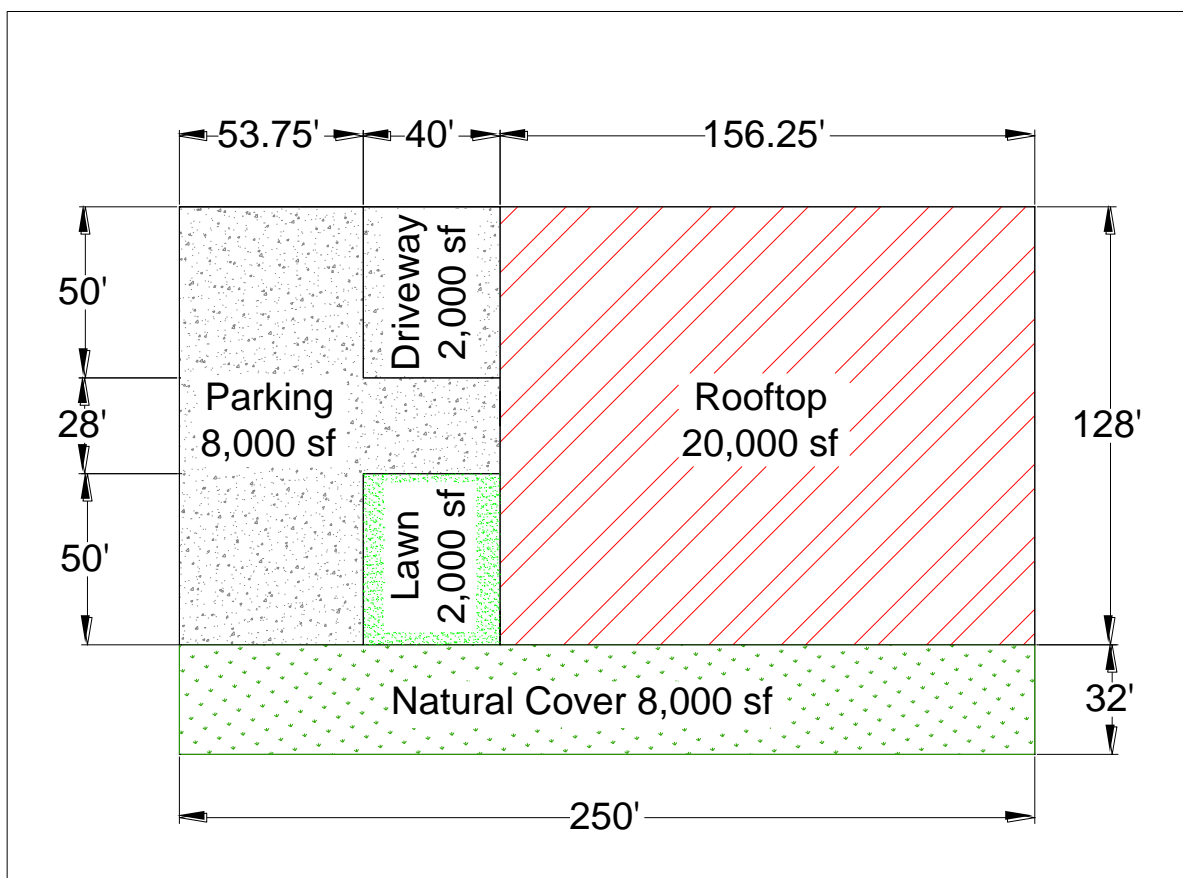 53.75'
40'
156.25'
50'
28'
50'
Driveway
2,000 sf
Parking
8,000 sf
Lawn
2,000 sf
Rooftop
20,000 sf
128'
32'
Natural Cover 8,000 sf
250'